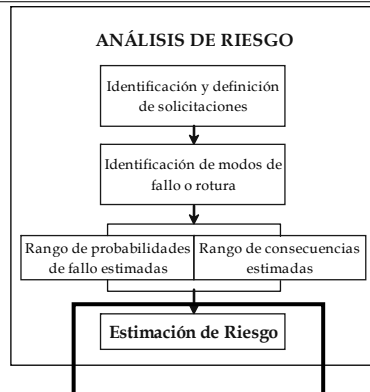 ANÁLISIS DE RIESGO
Identificación y definición
de solicitaciones
Identificación de modos de
fallo o rotura
Rango de probabilidades
de fallo estimadas
Rango de consecuencias
estimadas
Estimación de Riesgo